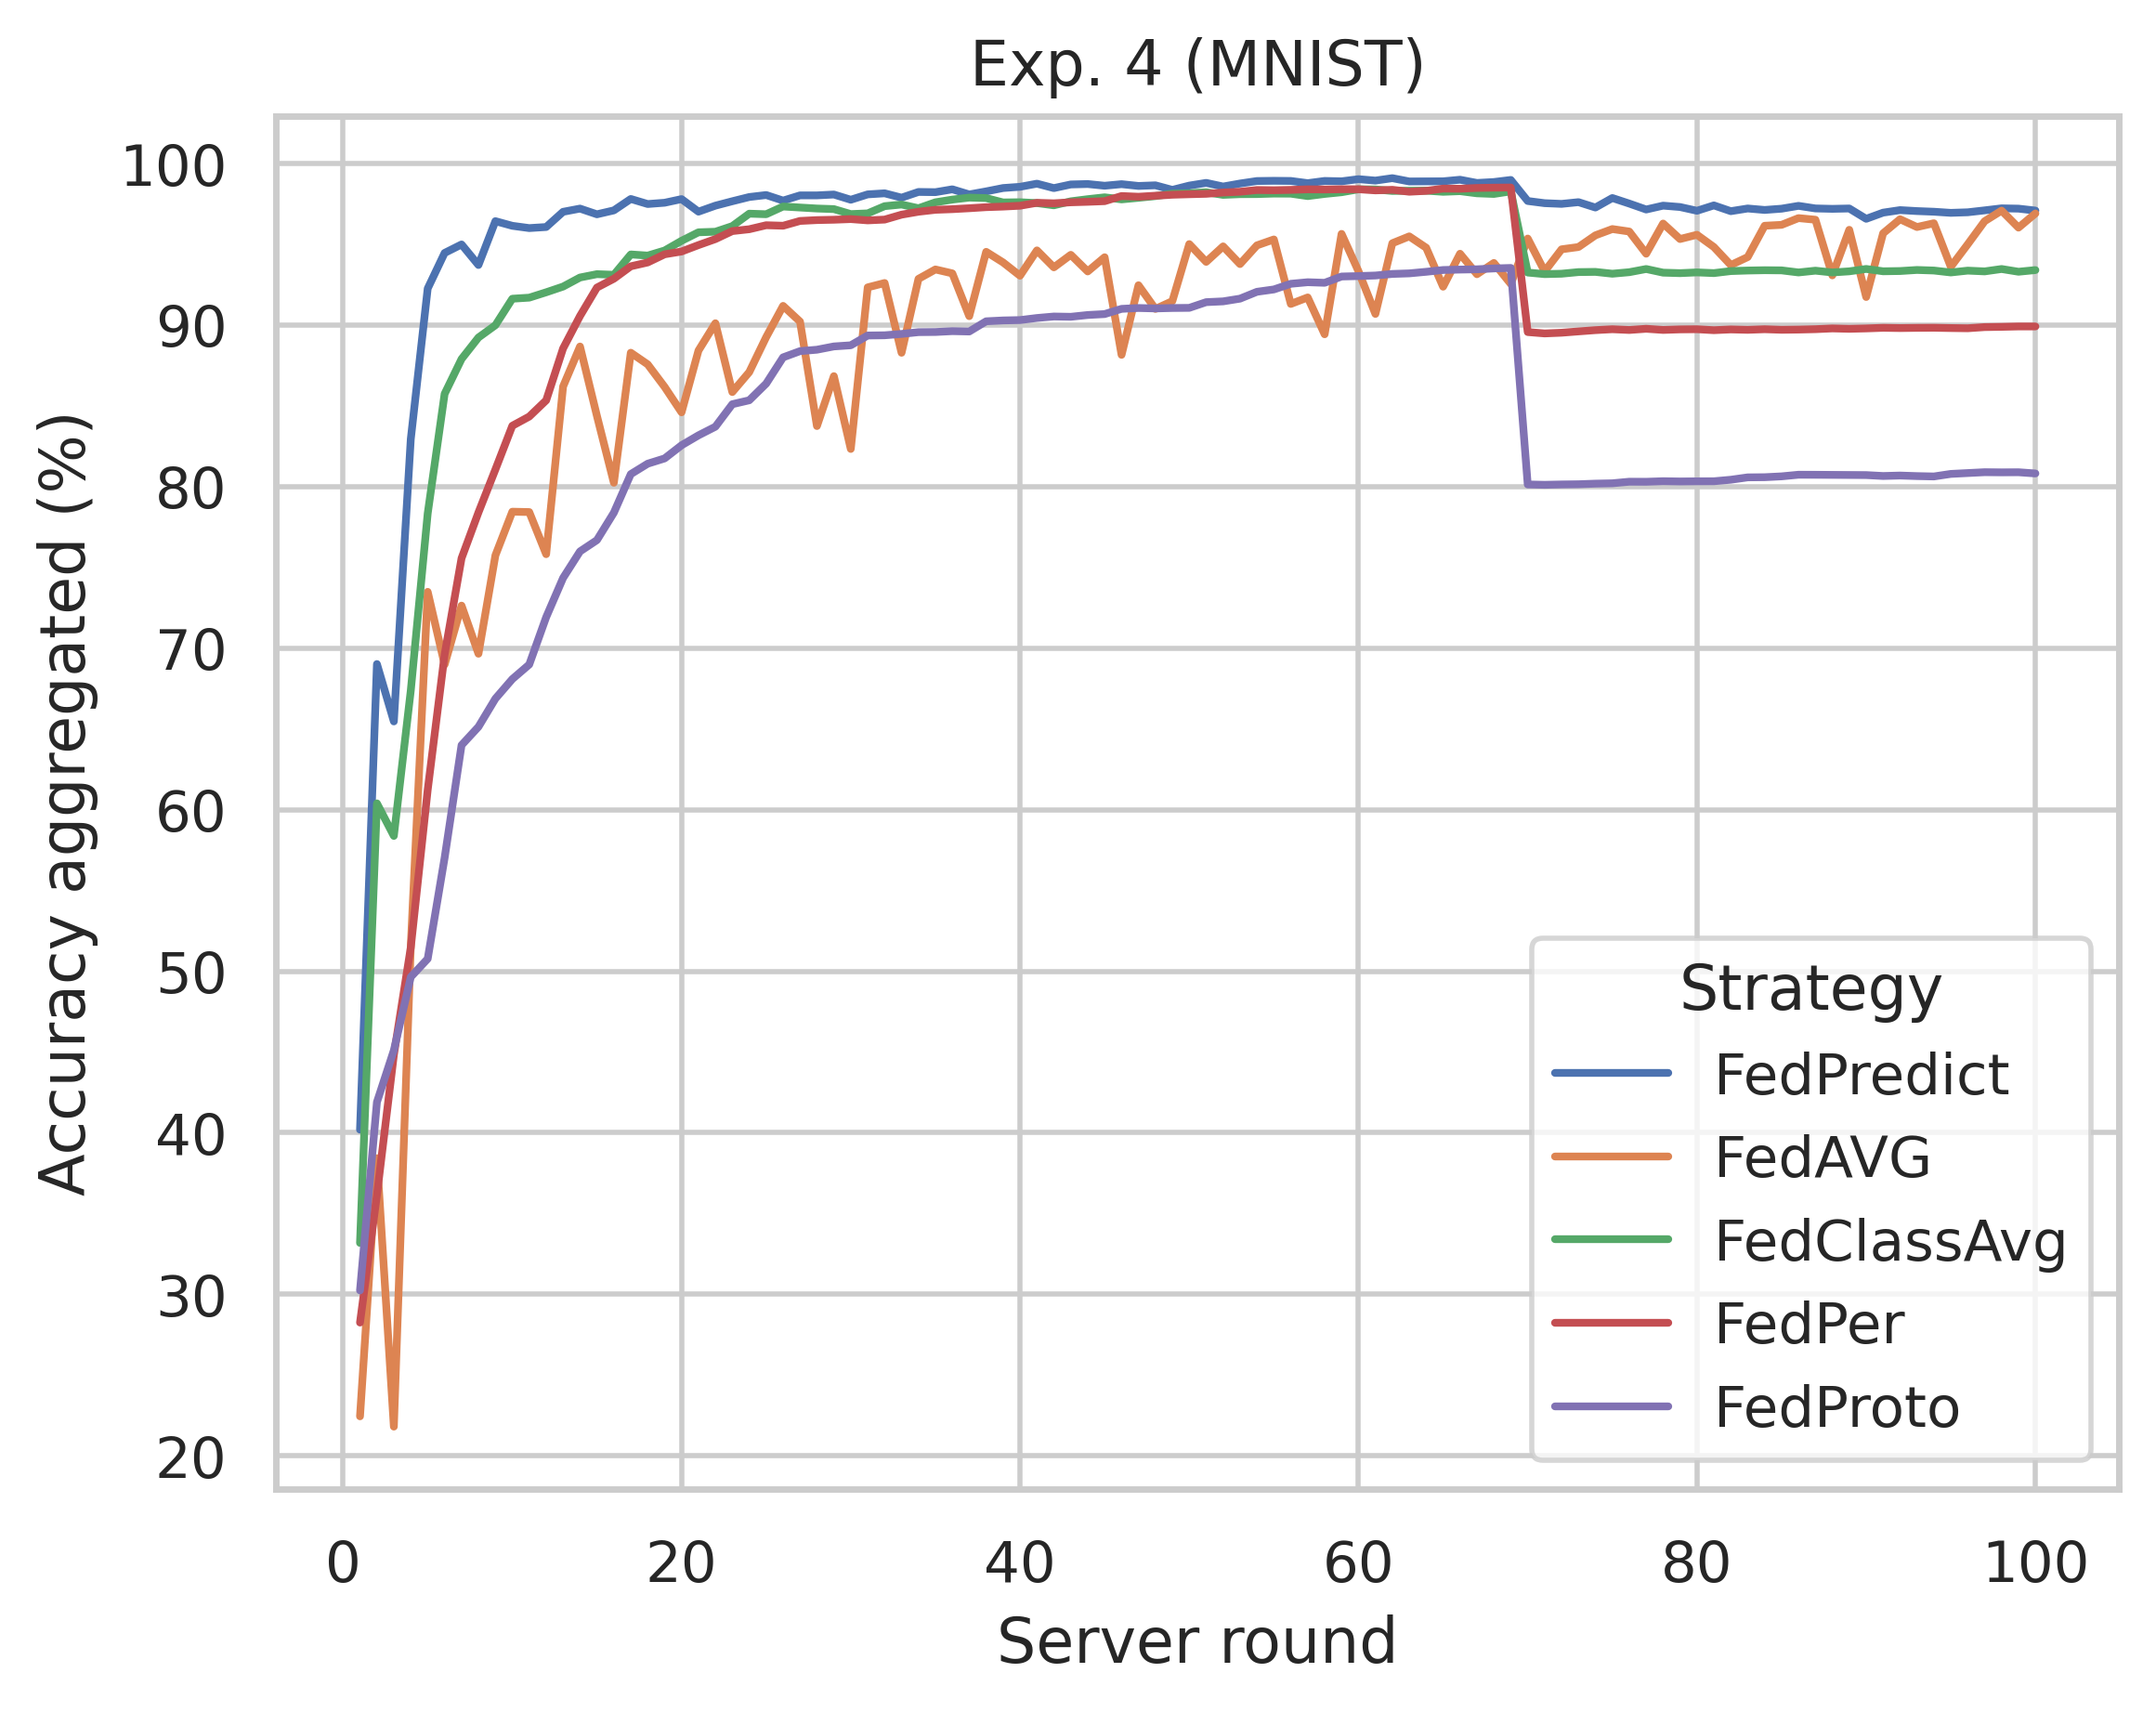 Exp. 4 (MNIST)
Accuracy aggregated (%)
100
90
80
70
60
50
40
30
20
0 20 40 60 80 100
Server round
Strategy
FedPredict
FedAVG
FedClassAvg
FedPer
FedProto